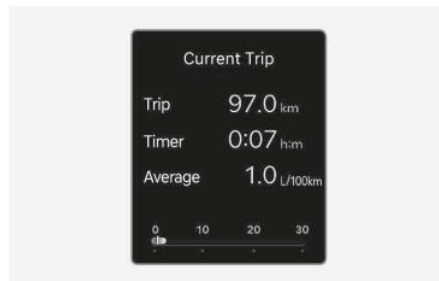 Current Trip
Trip 97.0 km
Timer 0:07 h:m
Average 1.0 L/100km
0 10 20 30